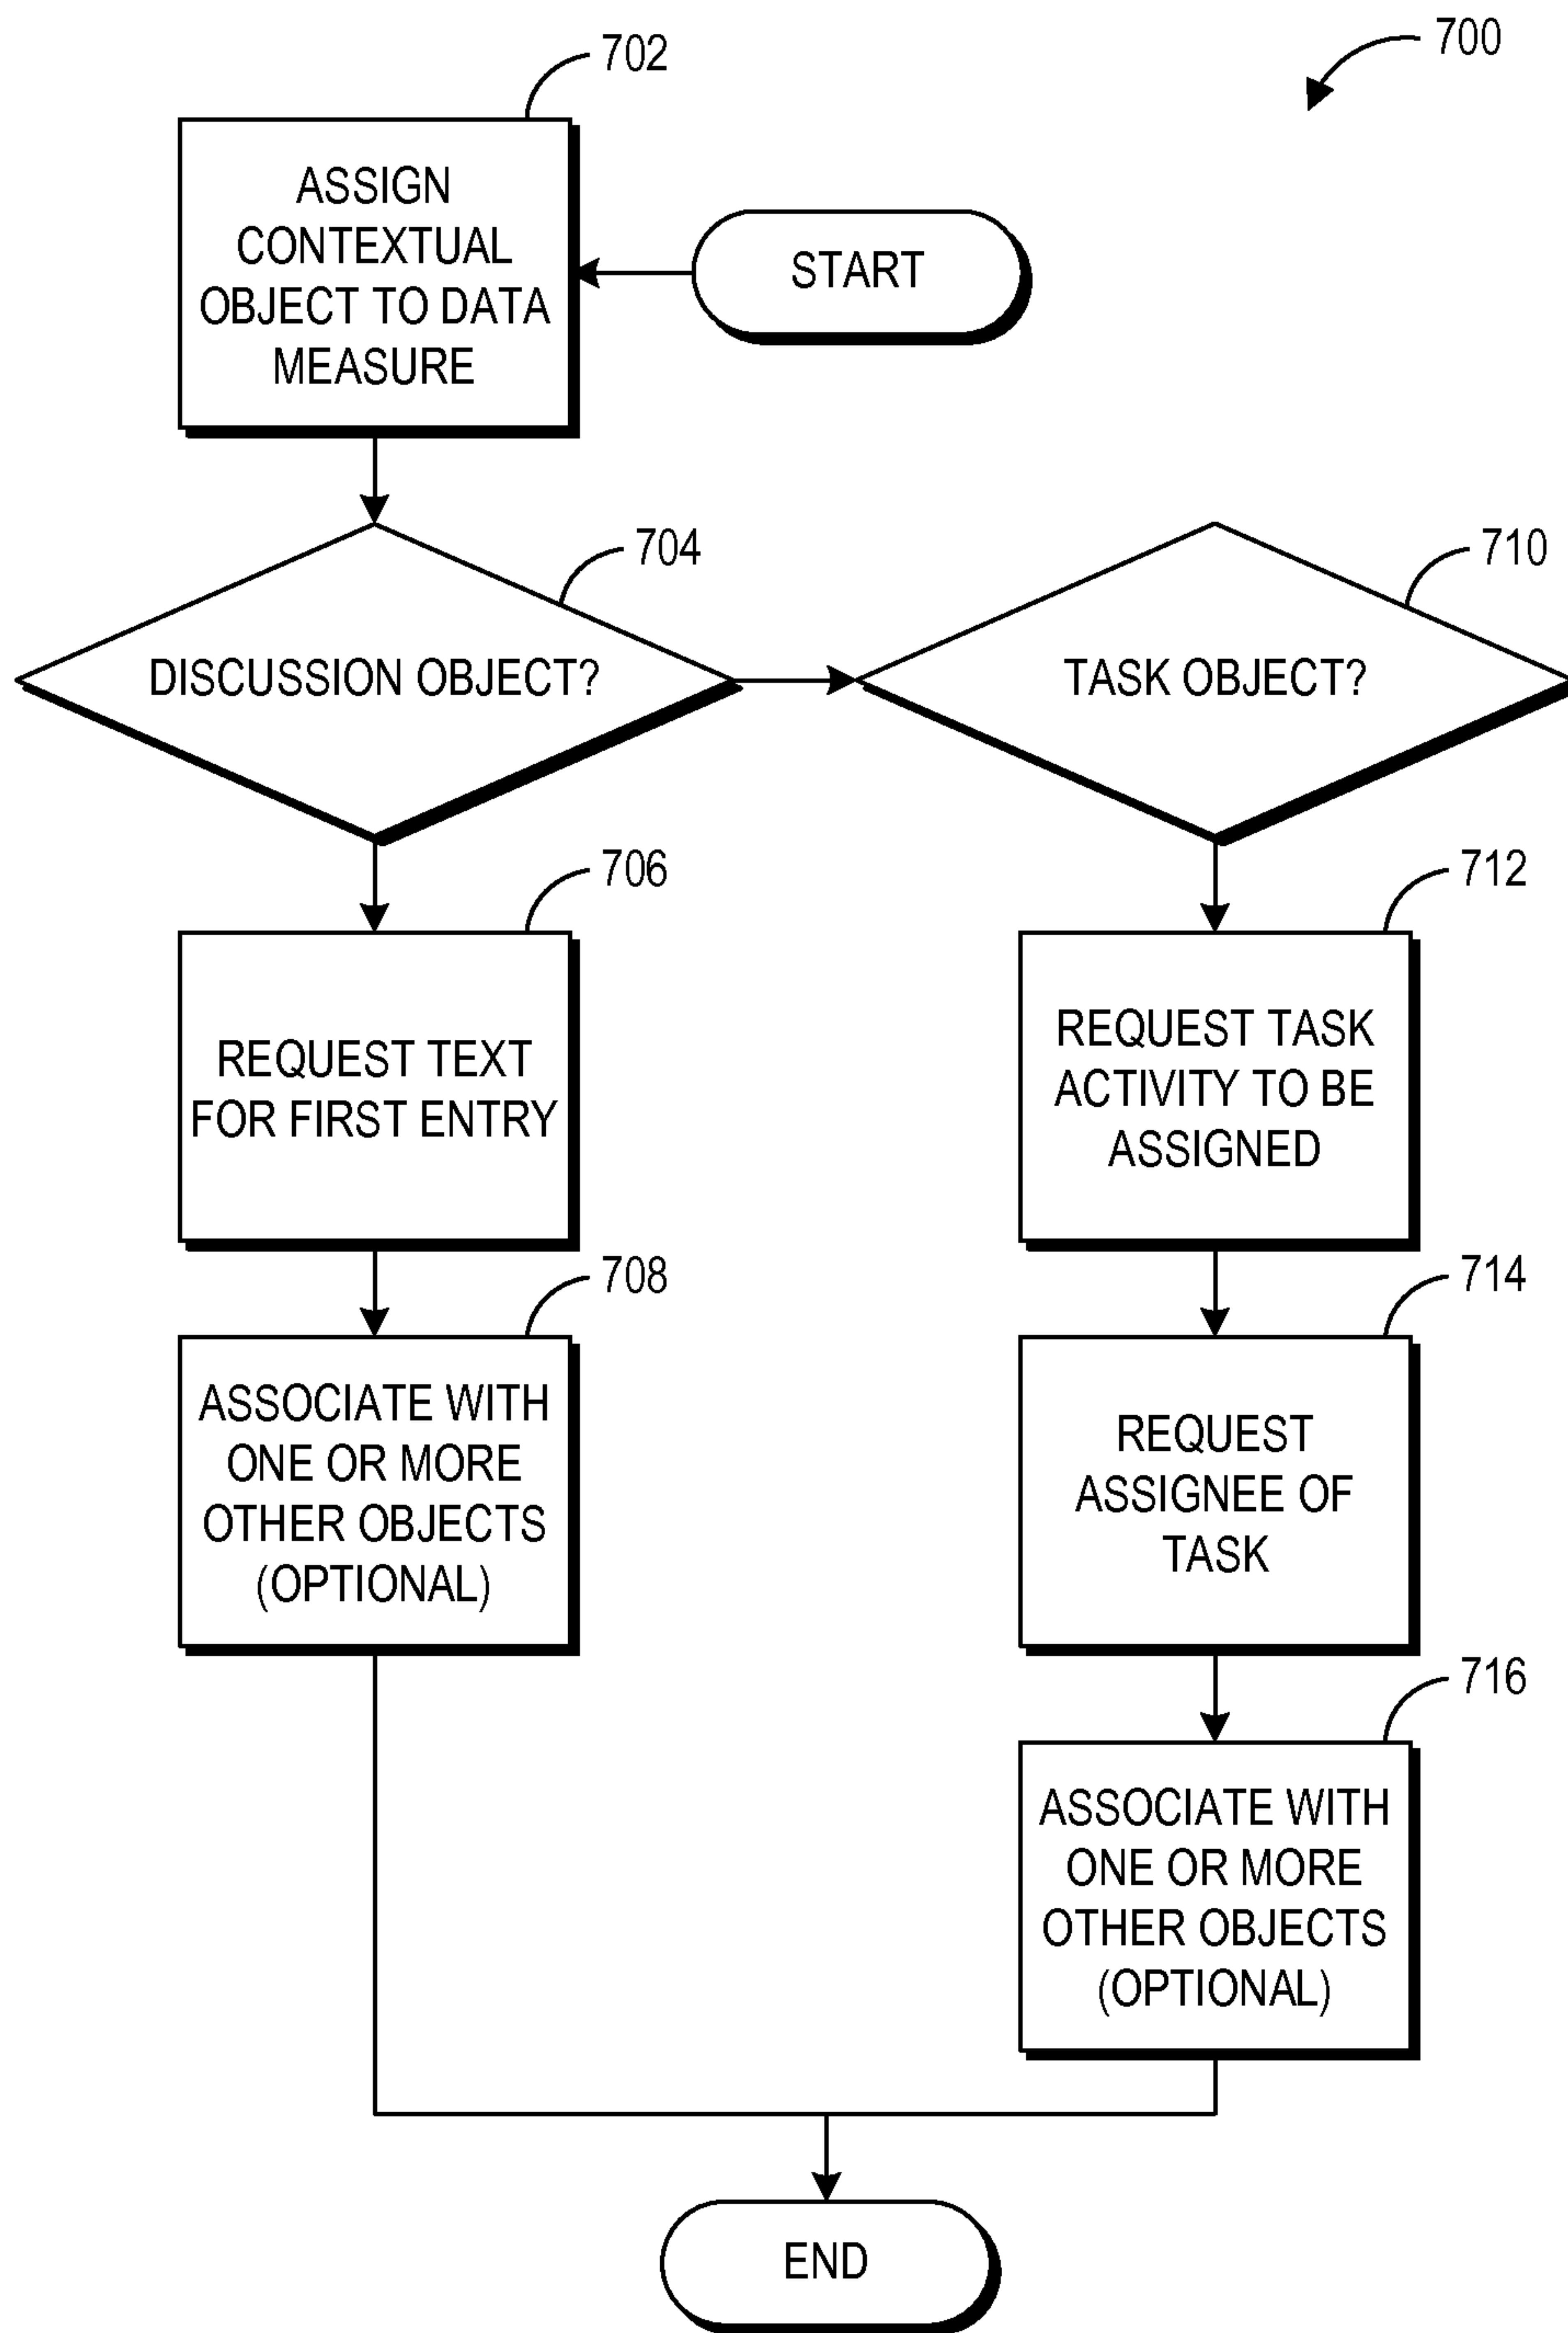 702
700
ASSIGN
CONTEXTUAL
OBJECT TO DATA
MEASURE
START
704
DISCUSSION OBJECT?
710
TASK OBJECT?
706
REQUEST TEXT
FOR FIRST ENTRY
712
REQUEST TASK
ACTIVITY TO BE
ASSIGNED
708
ASSOCIATE WITH
ONE OR MORE
OTHER OBJECTS
(OPTIONAL)
714
REQUEST
ASSIGNEE OF
TASK
716
ASSOCIATE WITH
ONE OR MORE
OTHER OBJECTS
(OPTIONAL)
END